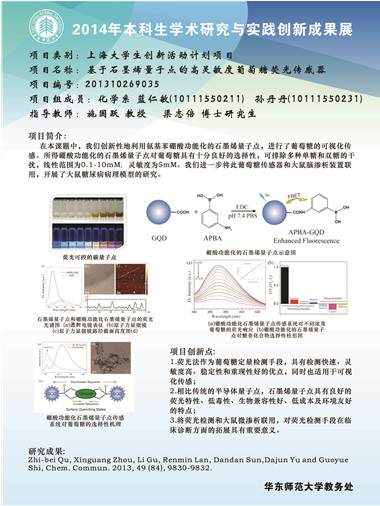 2014年本科生学术研究与实践创新成果展
项目类别：上海大学生创新活动计划项目
项目名称：基于石墨烯量子点的高灵敏度葡萄糖荧光传感器
项目编号：201310269035
项目组成员：化学系 蓝仁敏(10111550211) 孙丹丹(10111550231)
指导教师：施国跃 教授 渠志倍 博士研究生
项目简介：
在本课题中，我们创新性地利用氨苯苯硼酸功能化的石墨烯量子点，进行了葡萄糖的可视化传
感。所得硼酸功能化的石墨烯量子点对葡萄糖具有十分良好的选择性，可排除多种单糖和双糖的干
扰，线性范围为0.1-10mM，灵敏度为5mM。我们进一步将此葡萄糖传感器和大鼠脑渗析装置联
用，开展了大鼠糖尿病病理模型的研究。
荧光可控的碳量子点
GQD
COOH
APBA
EDC
pH 7.4 PBS
FRET
APBA-GQD
Enhanced Fluorescence
硼酸功能化的石墨烯量子点示意图
石墨烯量子点和硼酸功能化石墨烯量子点的荧光
光谱图 (a)透射电镜表征 (b)原子力显微镜
(c)原子力显微镜游径截面高度图(d)
(a)硼酸功能化石墨烯量子点传感系统对不同浓度
葡萄糖的荧光响应 (b)硼酸功能化的石墨烯量子
点对糖类化合物选择性柱形图
Surface Quenching States
硼酸功能化石墨烯量子点传感
系统对葡萄糖的选择性机理
项目创新点：
1.荧光法作为葡萄糖定量检测手段，具有检测快速、灵
敏度高、稳定性和重现性好的优点，同时也适用于可视
化传感；
2.相比传统的半导体量子点，石墨烯量子点具有良好的
荧光特性、低毒性、生物兼容性好、低成本及环境友好
的特点；
3.将荧光检测和大鼠微渗析联用，对荧光检测手段在临
床诊断方面的拓展具有重要意义。
研究成果:
Zhi-bei Qu, Xinguang Zhou, Li Gu, Renmin Lan, Dandan Sun,Dajun Yu and Guoyue
Shi, Chem. Commun. 2013, 49 (84), 9830-9832.
华东师范大学教务处